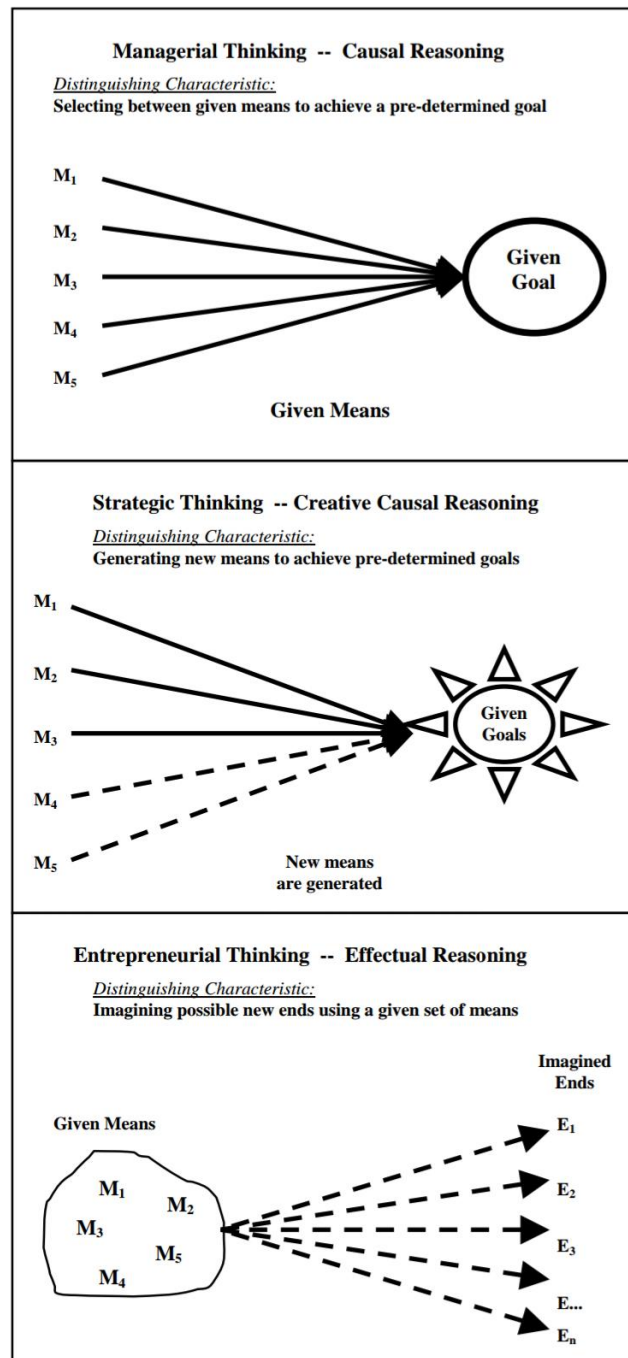 Managerial Thinking -- Causal Reasoning
Distinguishing Characteristic:
Selecting between given means to achieve a pre-determined goal
M₁
M₂
M₃
M₄
M₅
Given
Goal
Given Means
Strategic Thinking -- Creative Causal Reasoning
Distinguishing Characteristic:
Generating new means to achieve pre-determined goals
M₁
M₂
M₃
M₄
M₅
Given
Goals
New means
are generated
Entrepreneurial Thinking -- Effectual Reasoning
Distinguishing Characteristic:
Imagining possible new ends using a given set of means
Imagined
Ends
Given Means
M₁
M₂
M₃
M₅
M₄
E₁
E₂
E₃
E...
Eₙ